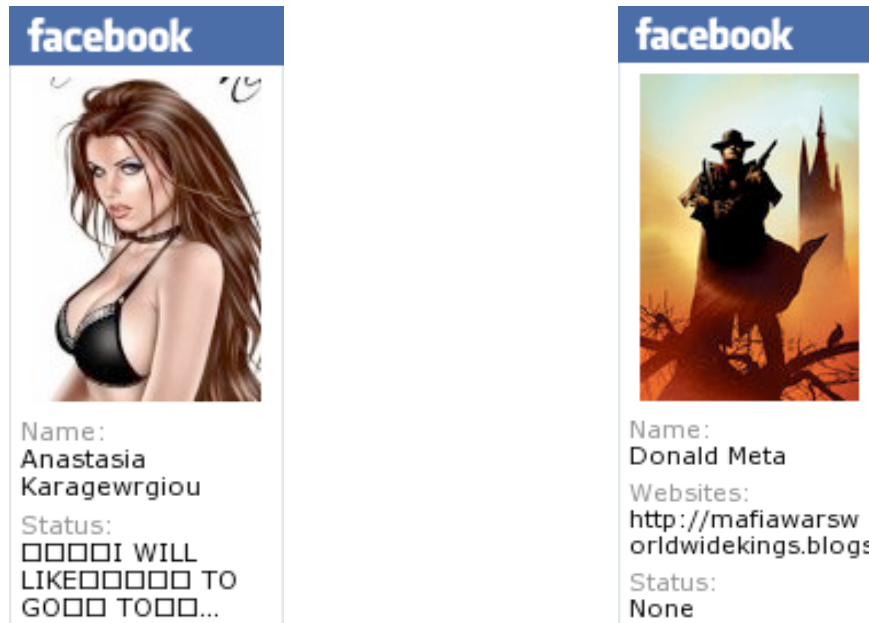 facebook
Name:
Anastasia
Karagewrgiou
Status:
□□□□I WILL
LIKE□□□□□ TO
GO□□ TO□□...
facebook
Name:
Donald Meta
Websites:
http://mafiawarsw
orldwidekings.blogs
Status:
None